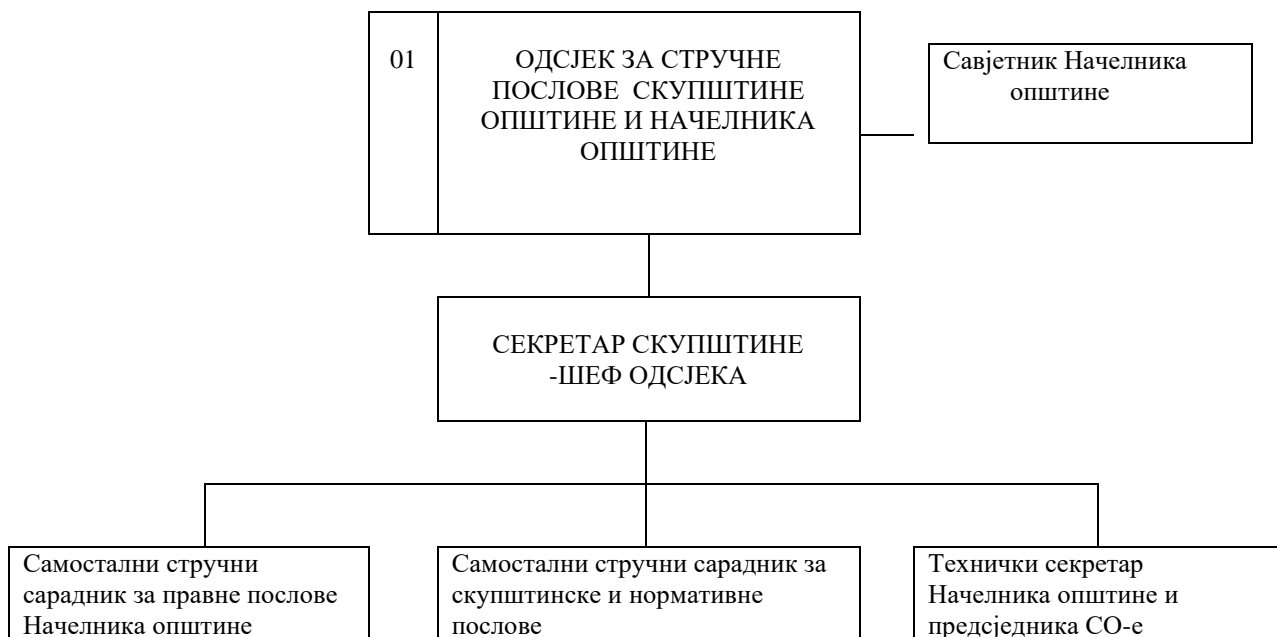 01
ОДСЈЕК ЗА СТРУЧНЕ
ПОСЛОВЕ СКУПШТИНЕ
ОПШТИНЕ И НАЧЕЛНИКА
ОПШТИНЕ
Савјетник Начелника
општине
СЕКРЕТАР СКУПШТИНЕ
-ШЕФ ОДСЈЕКА
Самостални стручни
сарадник за правне послове
Начелника општине
Самостални стручни сарадник за
скупштинске и нормативне
послове
Технички секретар
Начелника општине и
предсједника СО-е